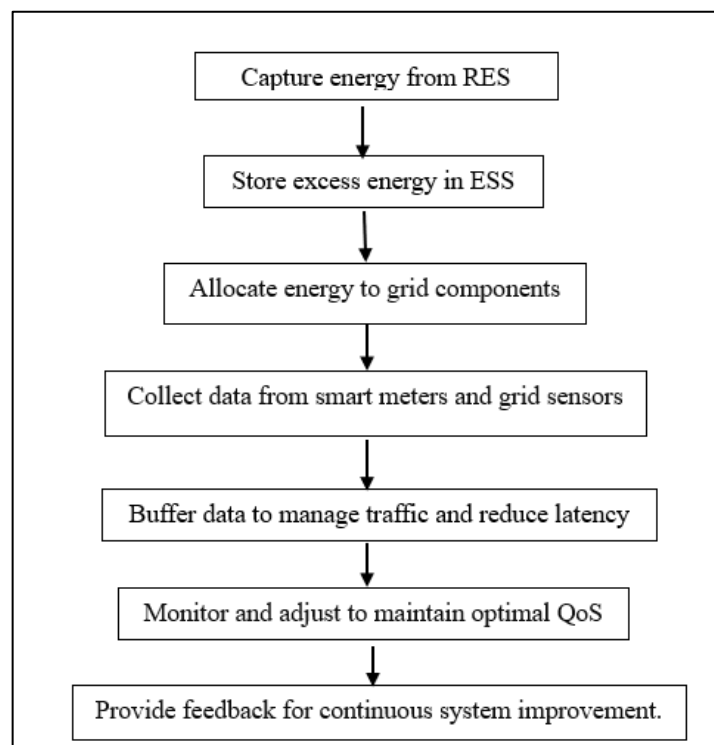 Capture energy from RES
Store excess energy in ESS
Allocate energy to grid components
Collect data from smart meters and grid sensors
Buffer data to manage traffic and reduce latency
Monitor and adjust to maintain optimal QoS
Provide feedback for continuous system improvement.